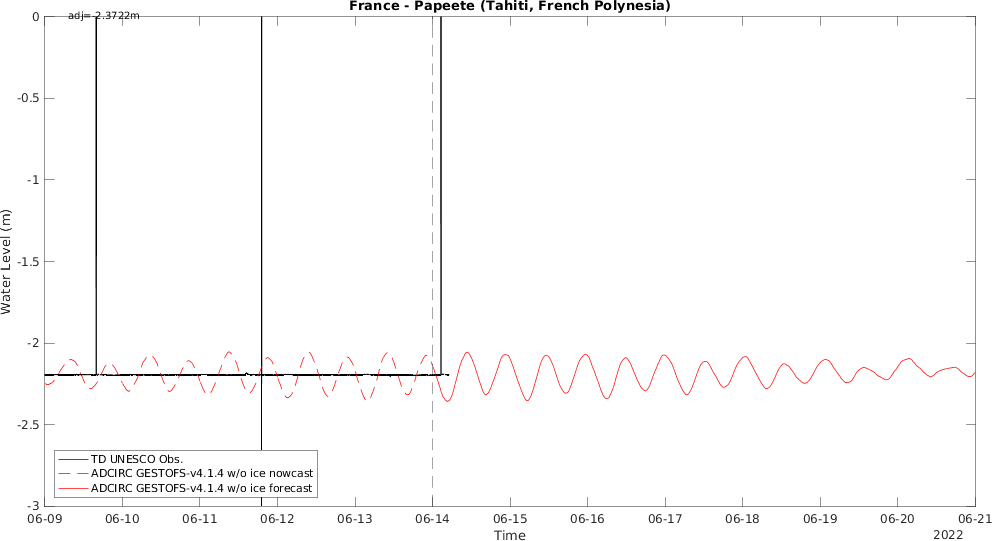 France - Papeete (Tahiti, French Polynesia)
adj=-2.3722m
0
-0.5
-1
-1.5
-2
-2.5
-3
Water Level (m)
TD UNESCO Obs.
ADCIRC GESTOFS-v4.1.4 w/o ice nowcast
ADCIRC GESTOFS-v4.1.4 w/o ice forecast
06-09 06-10 06-11 06-12 06-13 06-14 06-15 06-16 06-17 06-18 06-19 06-20 06-21
Time
2022